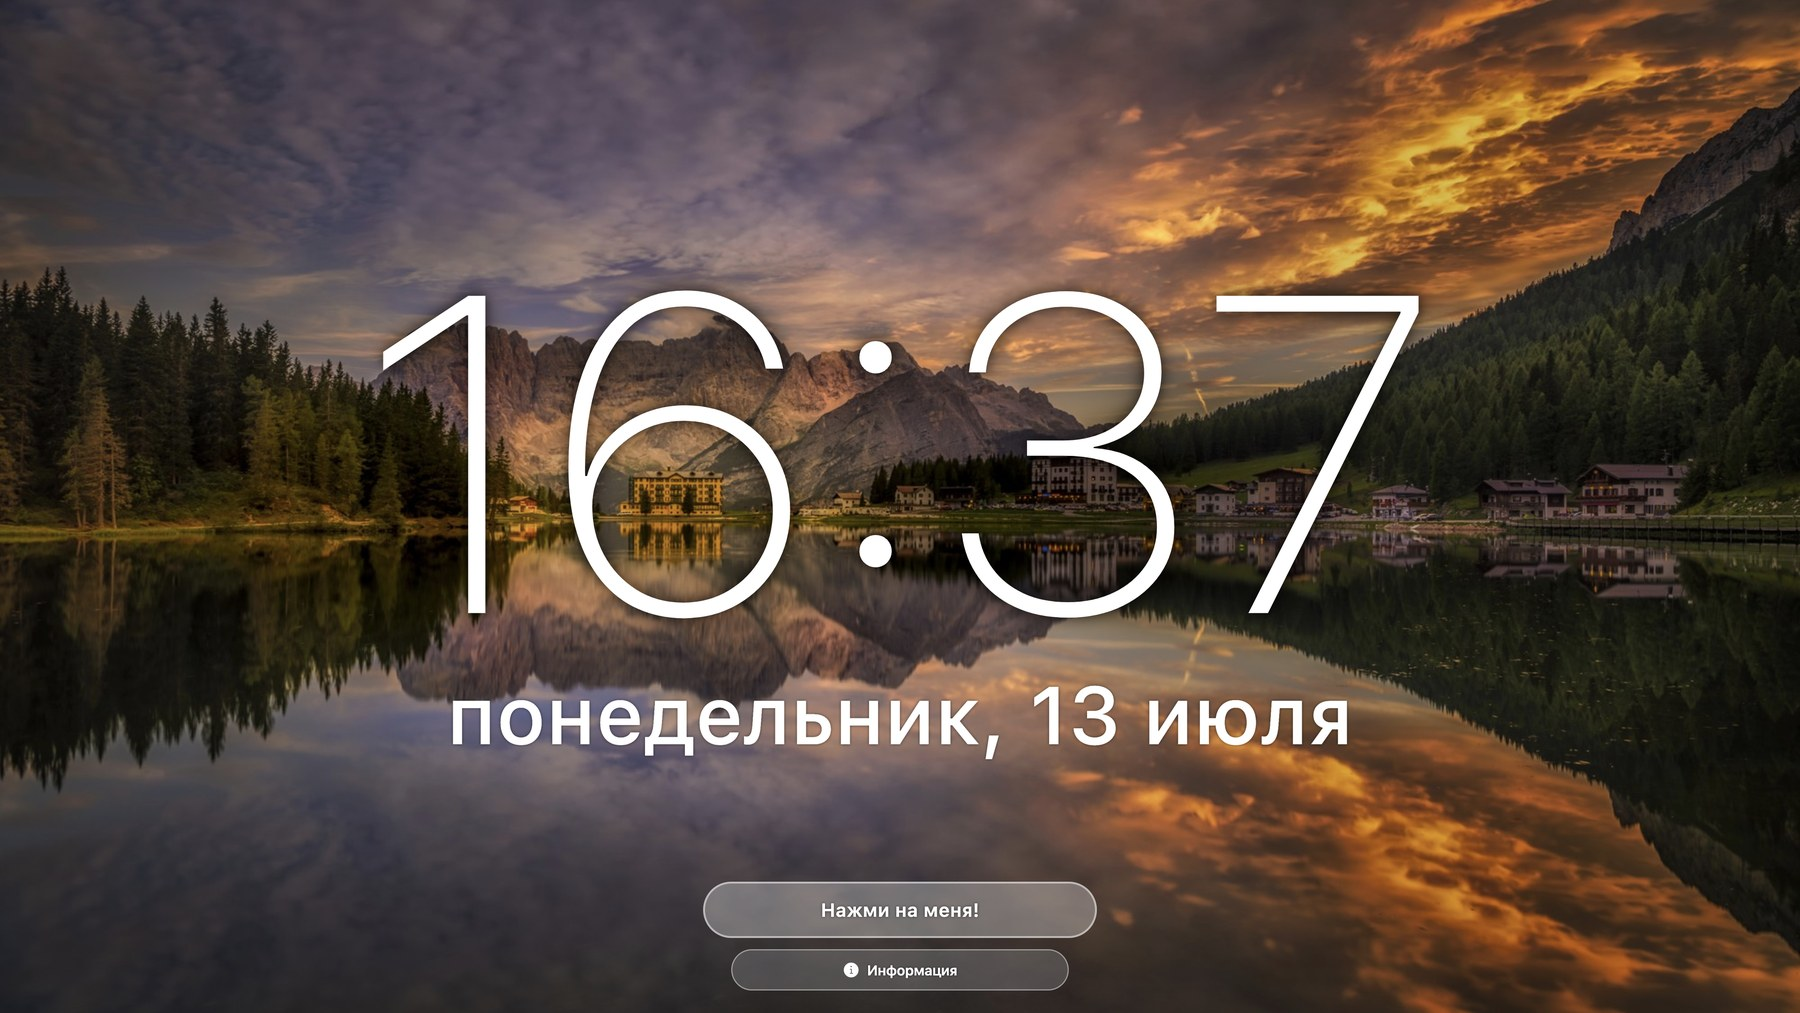 16:37
понедельник, 13 июля
Нажми на меня!
Информация